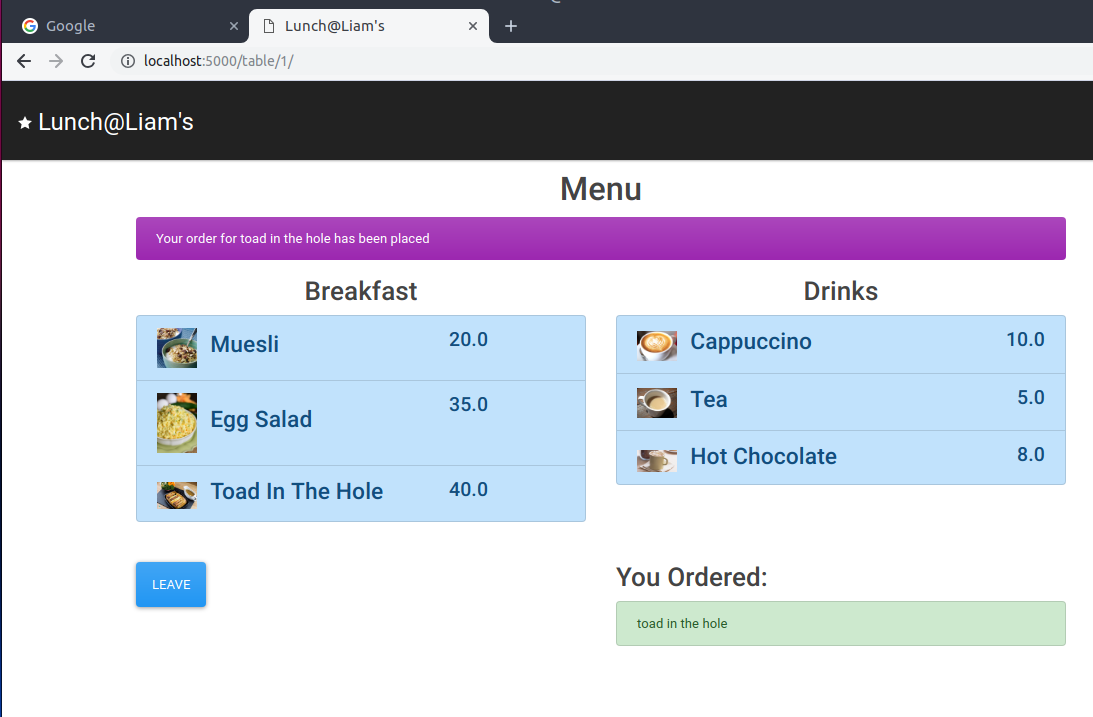 Google
Lunch@Liam's
localhost:5000/table/1/
Lunch@Liam's
Menu
Your order for toad in the hole has been placed
Breakfast
Muesli 20.0
Egg Salad 35.0
Toad In The Hole 40.0
Drinks
Cappuccino 10.0
Tea 5.0
Hot Chocolate 8.0
LEAVE
You Ordered:
toad in the hole